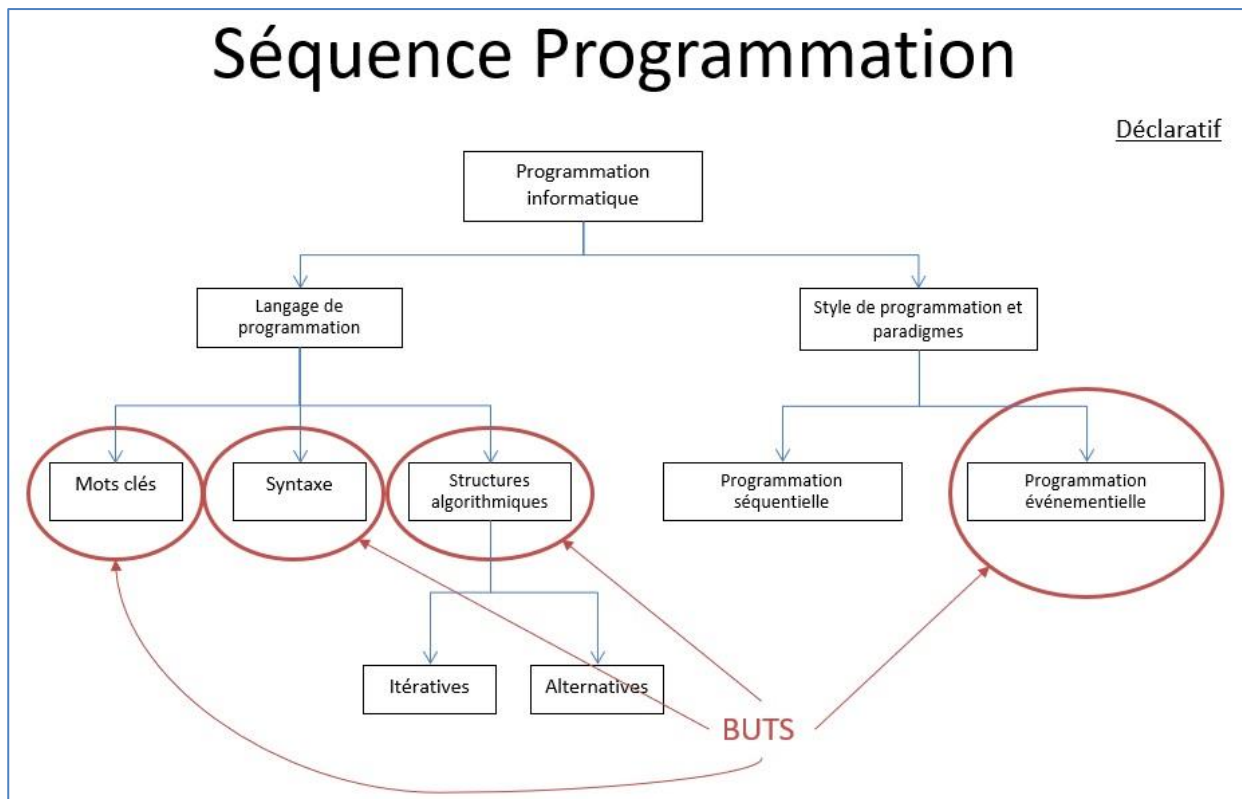 Séquence Programmation
Déclaratif
Programmation
informatique
Langage de
programmation
Style de programmation et
paradigmes
Mots clés
Syntaxe
Structures
algorithmiques
Programmation
séquentielle
Programmation
événementielle
Itératives
Alternatives
BUTS